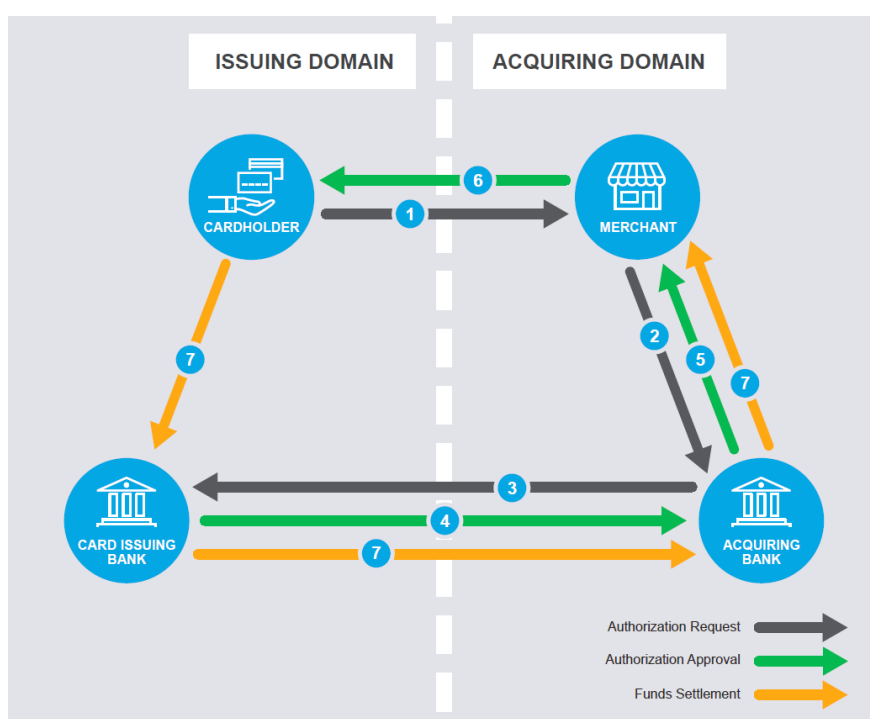 ISSUING DOMAIN
ACQUIRING DOMAIN
CARDHOLDER
MERCHANT
6
1
2
5
7
7
3
4
7
CARD ISSUING
BANK
ACQUIRING
BANK
Authorization Request
Authorization Approval
Funds Settlement